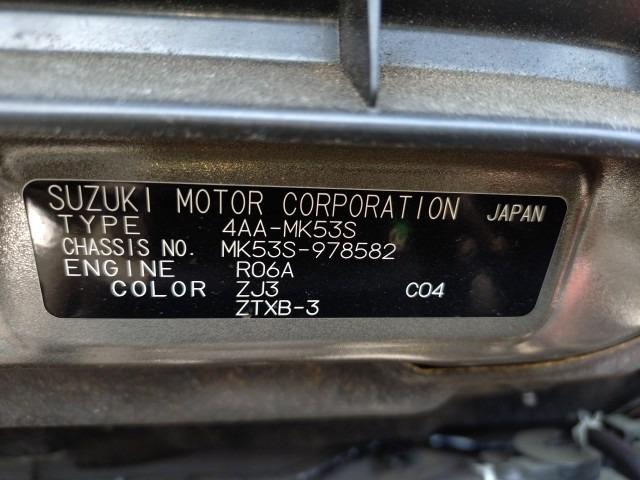 SUZUKI MOTOR CORPORATION JAPAN
TYPE 4AA-MK53S
CHASSIS NO. MK53S-978582
ENGINE R06A
COLOR ZJ3 C04
ZTXB-3